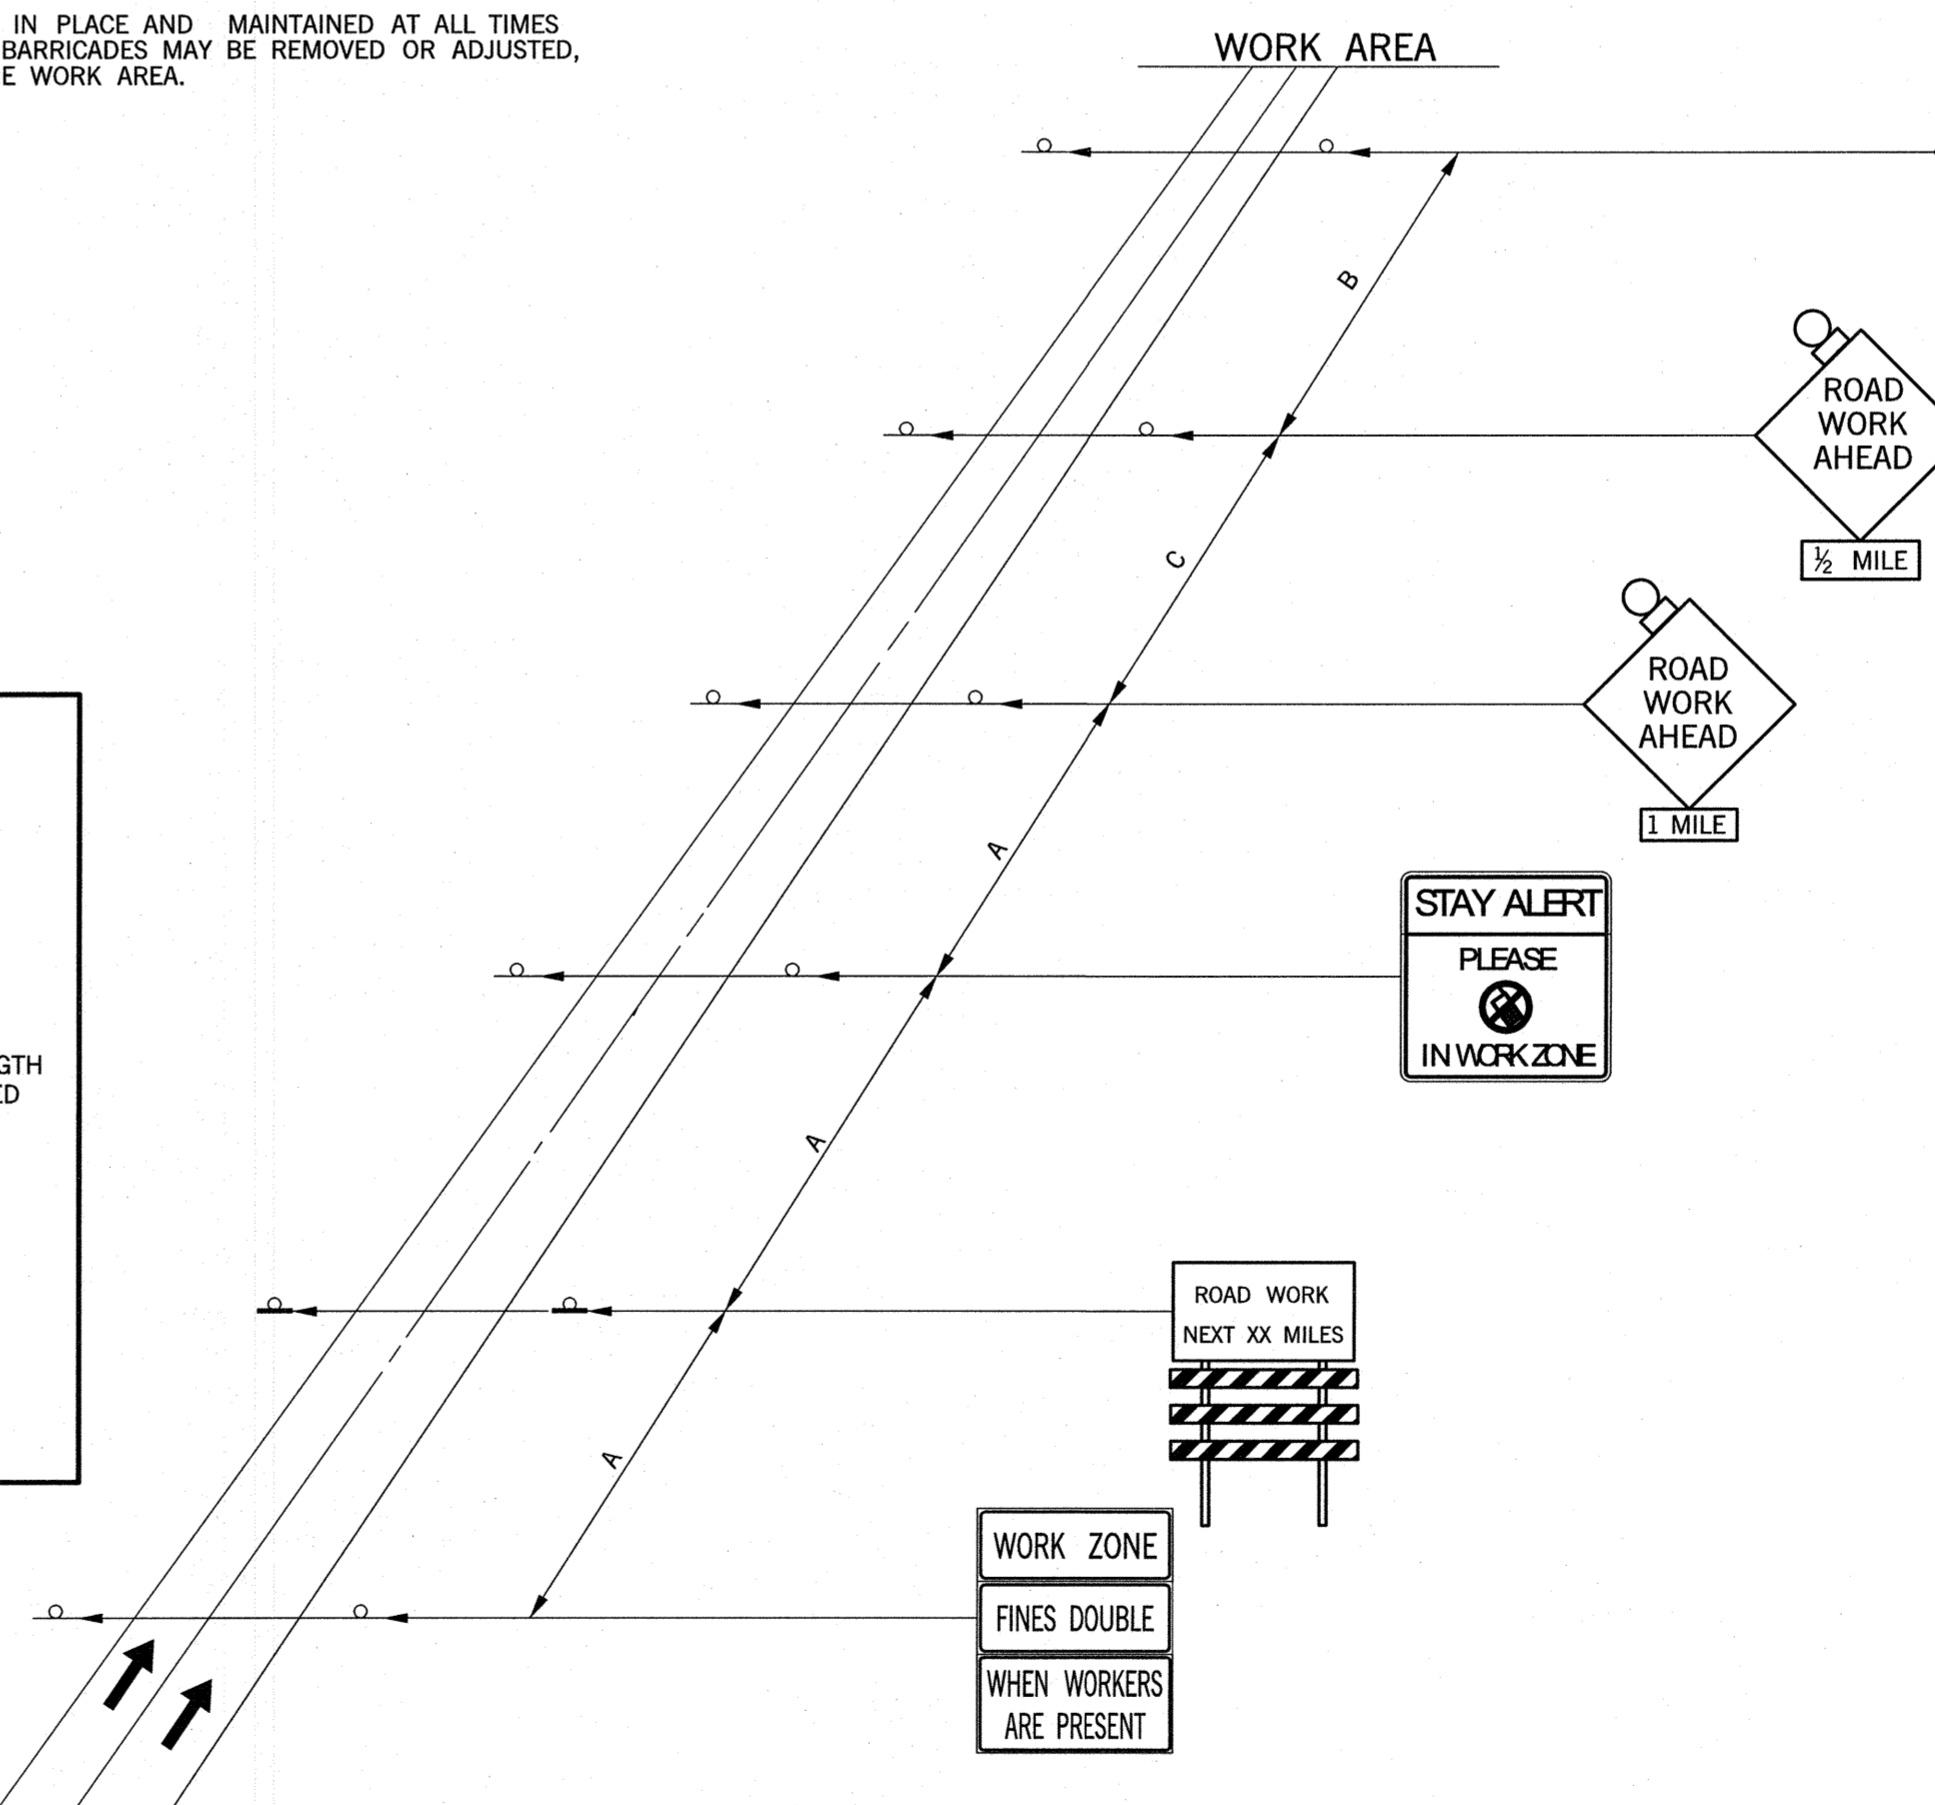 IN PLACE AND MAINTAINED AT ALL TIMES
BARRICADES MAY BE REMOVED OR ADJUSTED,
E WORK AREA.
WORK AREA
B
ROAD
WORK
AHEAD
½ MILE
C
ROAD
WORK
AHEAD
1 MILE
A
STAY ALERT
PLEASE
IN WORK ZONE
GTH
ED
A
ROAD WORK
NEXT XX MILES
A
WORK ZONE
FINES DOUBLE
WHEN WORKERS
ARE PRESENT